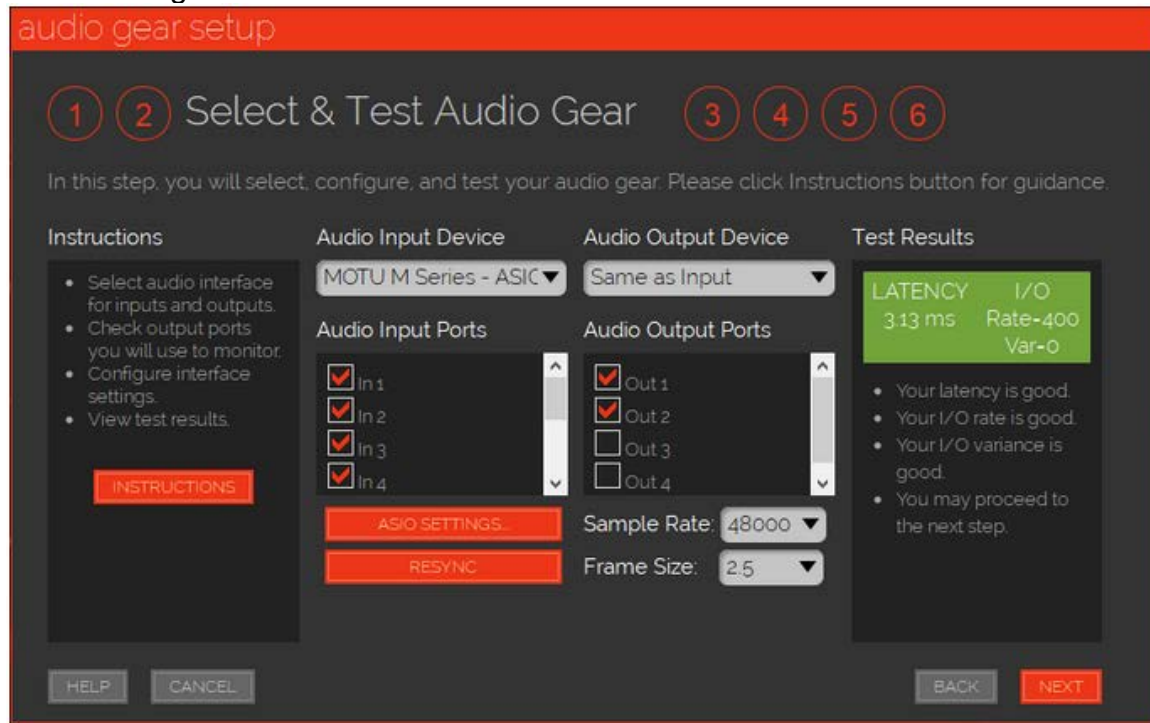 audio gear setup
1 2 Select & Test Audio Gear 3 4 5 6
In this step, you will select, configure, and test your audio gear. Please click Instructions button for guidance.
Instructions
• Select audio interface
for inputs and outputs.
• Check output ports
you will use to monitor.
• Configure interface
settings.
• View test results.
INSTRUCTIONS
Audio Input Device
MOTU M Series - ASIC
Audio Input Ports
In 1
In 2
In 3
In 4
ASIO SETTINGS...
RESYNC
Audio Output Device
Same as Input
Audio Output Ports
Out 1
Out 2
Out 3
Out 4
Sample Rate: 48000
Frame Size: 2.5
Test Results
LATENCY I/O
3.13 ms Rate=400
Var=0
• Your latency is good.
• Your I/O rate is good.
• Your I/O variance is
good.
• You may proceed to
the next step.
HELP CANCEL BACK NEXT